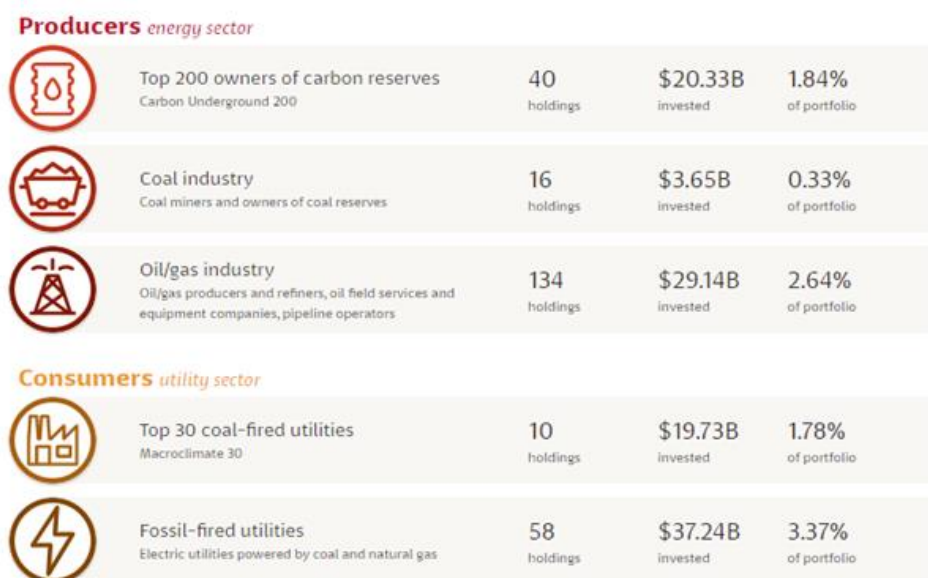 Producers energy sector
Top 200 owners of carbon reserves
Carbon Underground 200
40
holdings
$20.33B
invested
1.84%
of portfolio
Coal industry
Coal miners and owners of coal reserves
16
holdings
$3.65B
invested
0.33%
of portfolio
Oil/gas industry
Oil/gas producers and refiners, oil field services and
equipment companies, pipeline operators
134
holdings
$29.14B
invested
2.64%
of portfolio
Consumers utility sector
Top 30 coal-fired utilities
Macroclimate 30
10
holdings
$19.73B
invested
1.78%
of portfolio
Fossil-fired utilities
Electric utilities powered by coal and natural gas
58
holdings
$37.24B
invested
3.37%
of portfolio